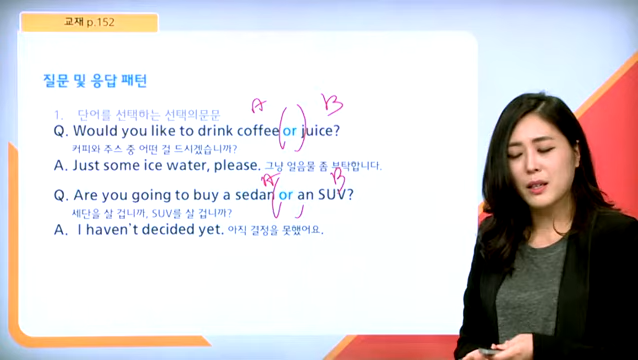 교재 p.152
질문 및 응답 패턴
1. 단어를 선택하는 선택의문문
A B
Q. Would you like to drink coffee or juice?
커피와 주스 중 어떤 걸 드시겠습니까?
A. Just some ice water, please. 그냥 얼음물 좀 부탁합니다.
A B
Q. Are you going to buy a sedan or an SUV?
세단을 살 겁니까, SUV를 살 겁니까?
A. I haven't decided yet. 아직 결정을 못했어요.